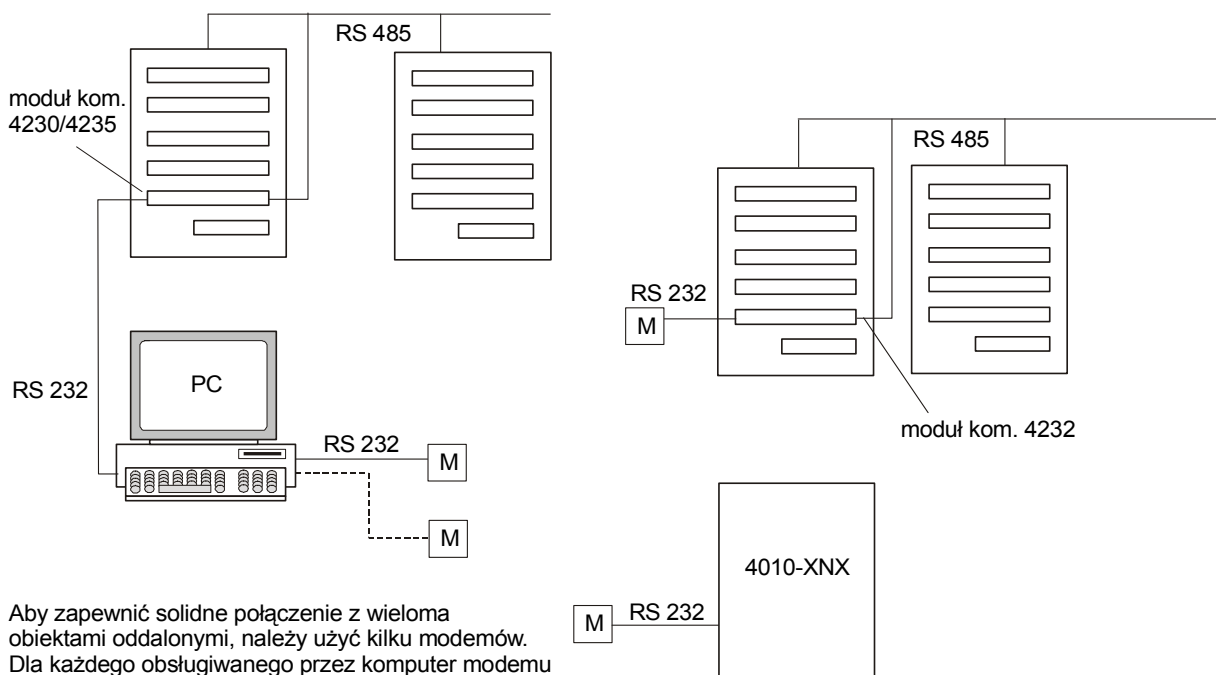 RS 485
moduł kom.
4230/4235
RS 485
RS 232
M
moduł kom. 4232
PC
RS 232
RS 232
M
M
4010-XNX
M
RS 232
Aby zapewnić solidne połączenie z wieloma
obiektami oddalonymi, należy użyć kilku modemów.
Dla każdego obsługiwanego przez komputer modemu